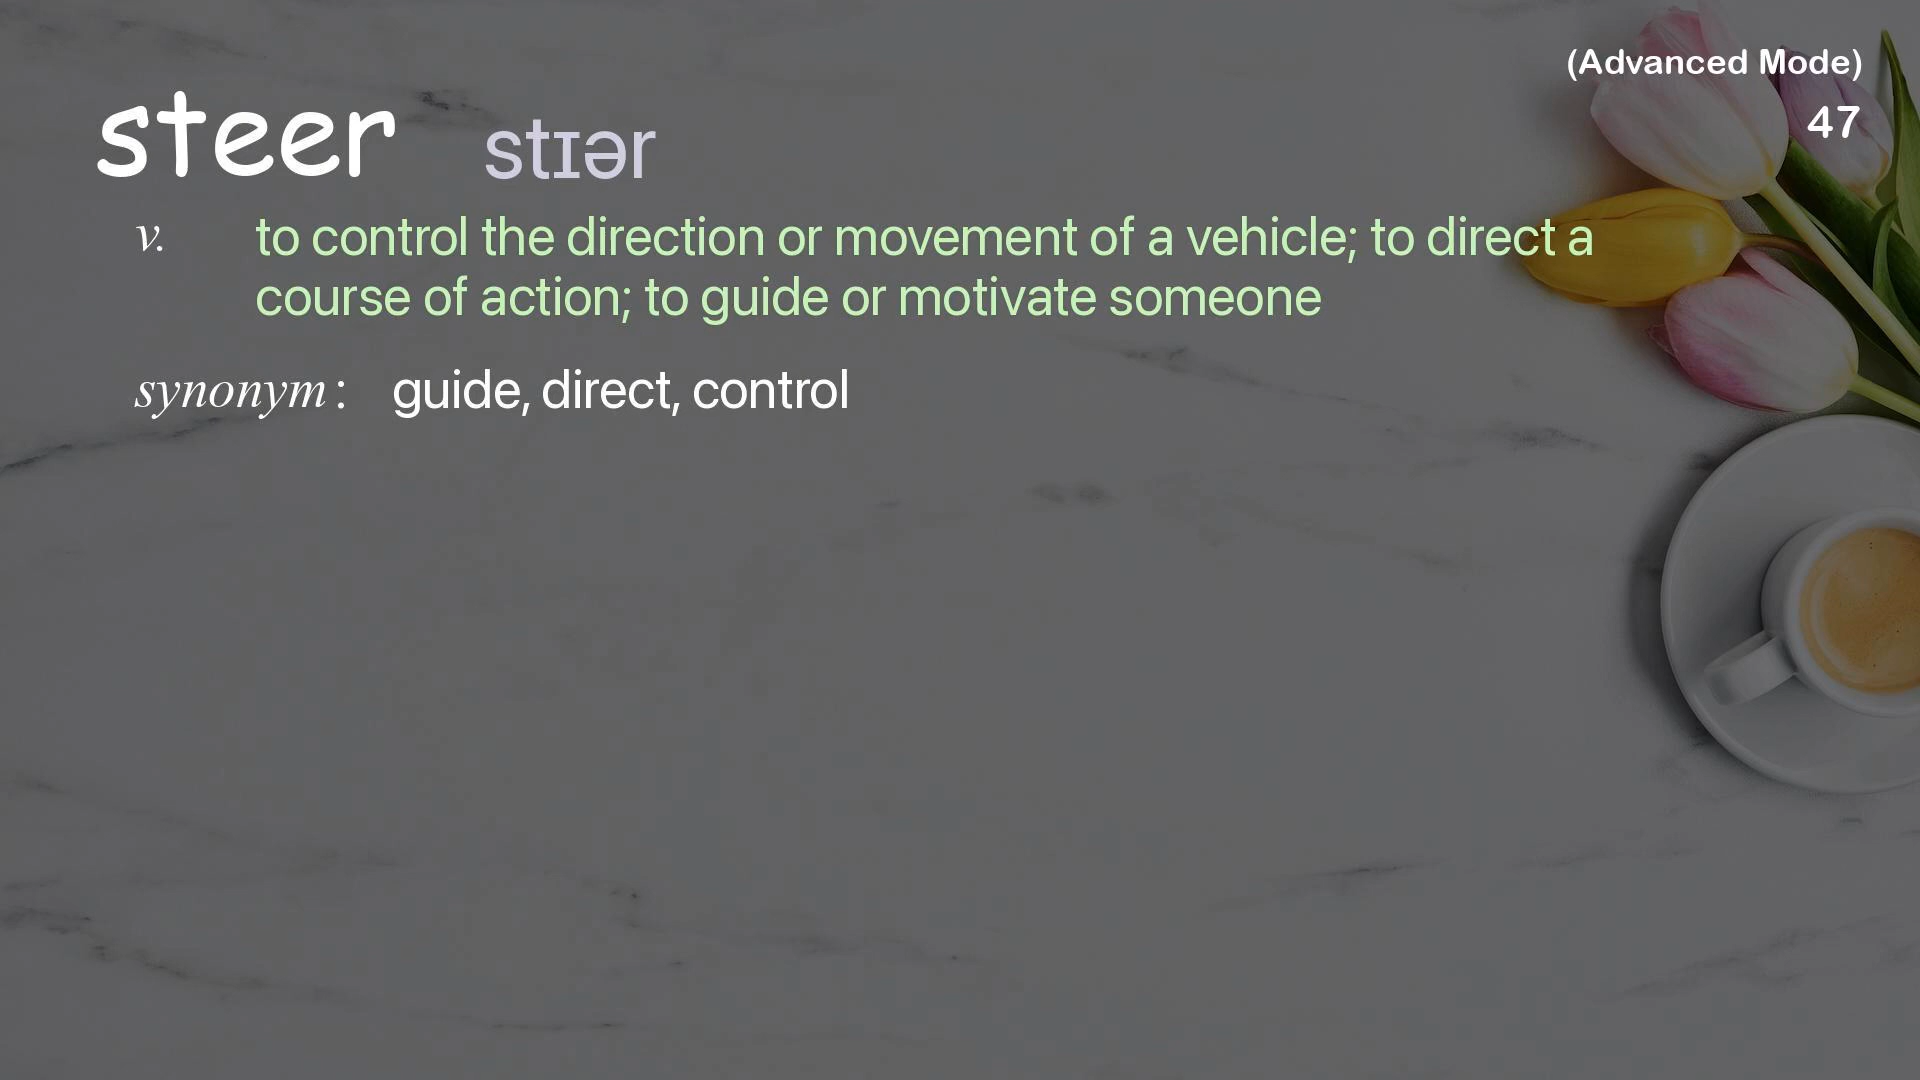 (Advanced Mode)
47
steer stɪər
v. to control the direction or movement of a vehicle; to direct a
course of action; to guide or motivate someone
synonym: guide, direct, control